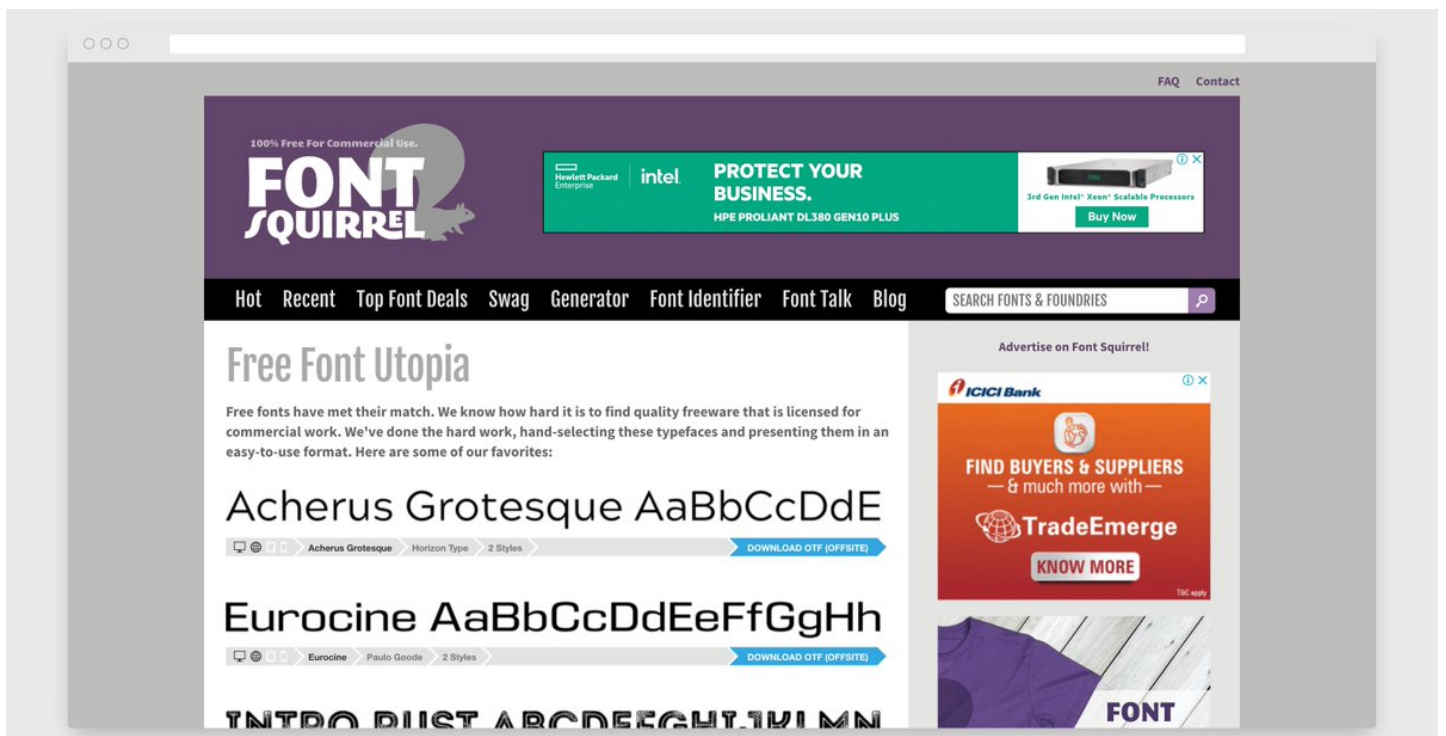 FAQ Contact
100% Free For Commercial Use.
FONT
SQUIRREL
Hewlett Packard
Enterprise
intel.
PROTECT YOUR
BUSINESS.
HPE PROLIANT DL380 GEN10 PLUS
3rd Gen Intel® Xeon® Scalable Processors
Buy Now
Hot Recent Top Font Deals Swag Generator Font Identifier Font Talk Blog
SEARCH FONTS & FOUNDRIES
Free Font Utopia
Free fonts have met their match. We know how hard it is to find quality freeware that is licensed for
commercial work. We've done the hard work, hand-selecting these typefaces and presenting them in an
easy-to-use format. Here are some of our favorites:
Acherus Grotesque AaBbCcDdE
Acherus Grotesque Horizon Type 2 Styles DOWNLOAD OTF (OFFSITE)
Eurocine AaBbCcDdEeFfGgHh
Eurocine Paulo Goode 2 Styles DOWNLOAD OTF (OFFSITE)
INTRO RUST ABCDEFGHIJKLMN
Advertise on Font Squirrel!
ICICI Bank
FIND BUYERS & SUPPLIERS
— & much more with —
TradeEmerge
KNOW MORE
T&C apply
FONT